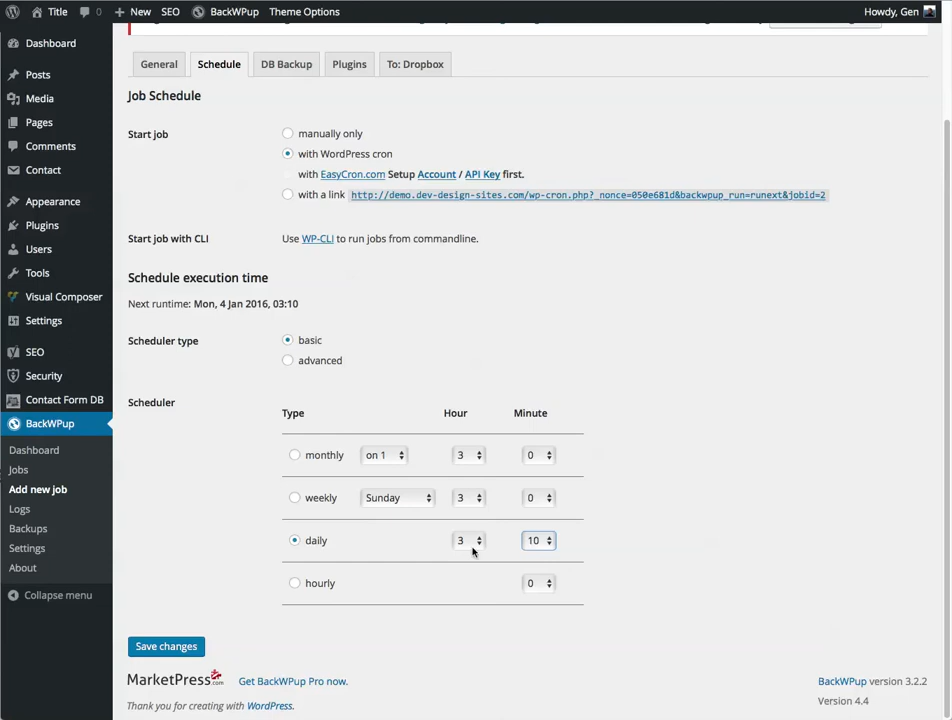 Title 0 + New SEO BackWPup Theme Options Howdy, Gen
Dashboard
Posts
Media
Pages
Comments
Contact
Appearance
Plugins
Users
Tools
Visual Composer
Settings
SEO
Security
Contact Form DB
BackWPup
Dashboard
Jobs
Add new job
Logs
Backups
Settings
About
Collapse menu
General Schedule DB Backup Plugins To: Dropbox
Job Schedule
Start job
manually only
with WordPress cron
with EasyCron.com Setup Account / API Key first.
with a link http://demo.dev-design-sites.com/wp-cron.php?_nonce=050e681d&backwpup_run=runext&jobid=2
Start job with CLI Use WP-CLI to run jobs from commandline.
Schedule execution time
Next runtime: Mon, 4 Jan 2016, 03:10
Scheduler type
basic
advanced
Scheduler
Type Hour Minute
monthly on 1 3 0
weekly Sunday 3 0
daily 3 10
hourly 0
Save changes
MarketPress.com Get BackWPup Pro now. BackWPup version 3.2.2
Thank you for creating with WordPress. Version 4.4